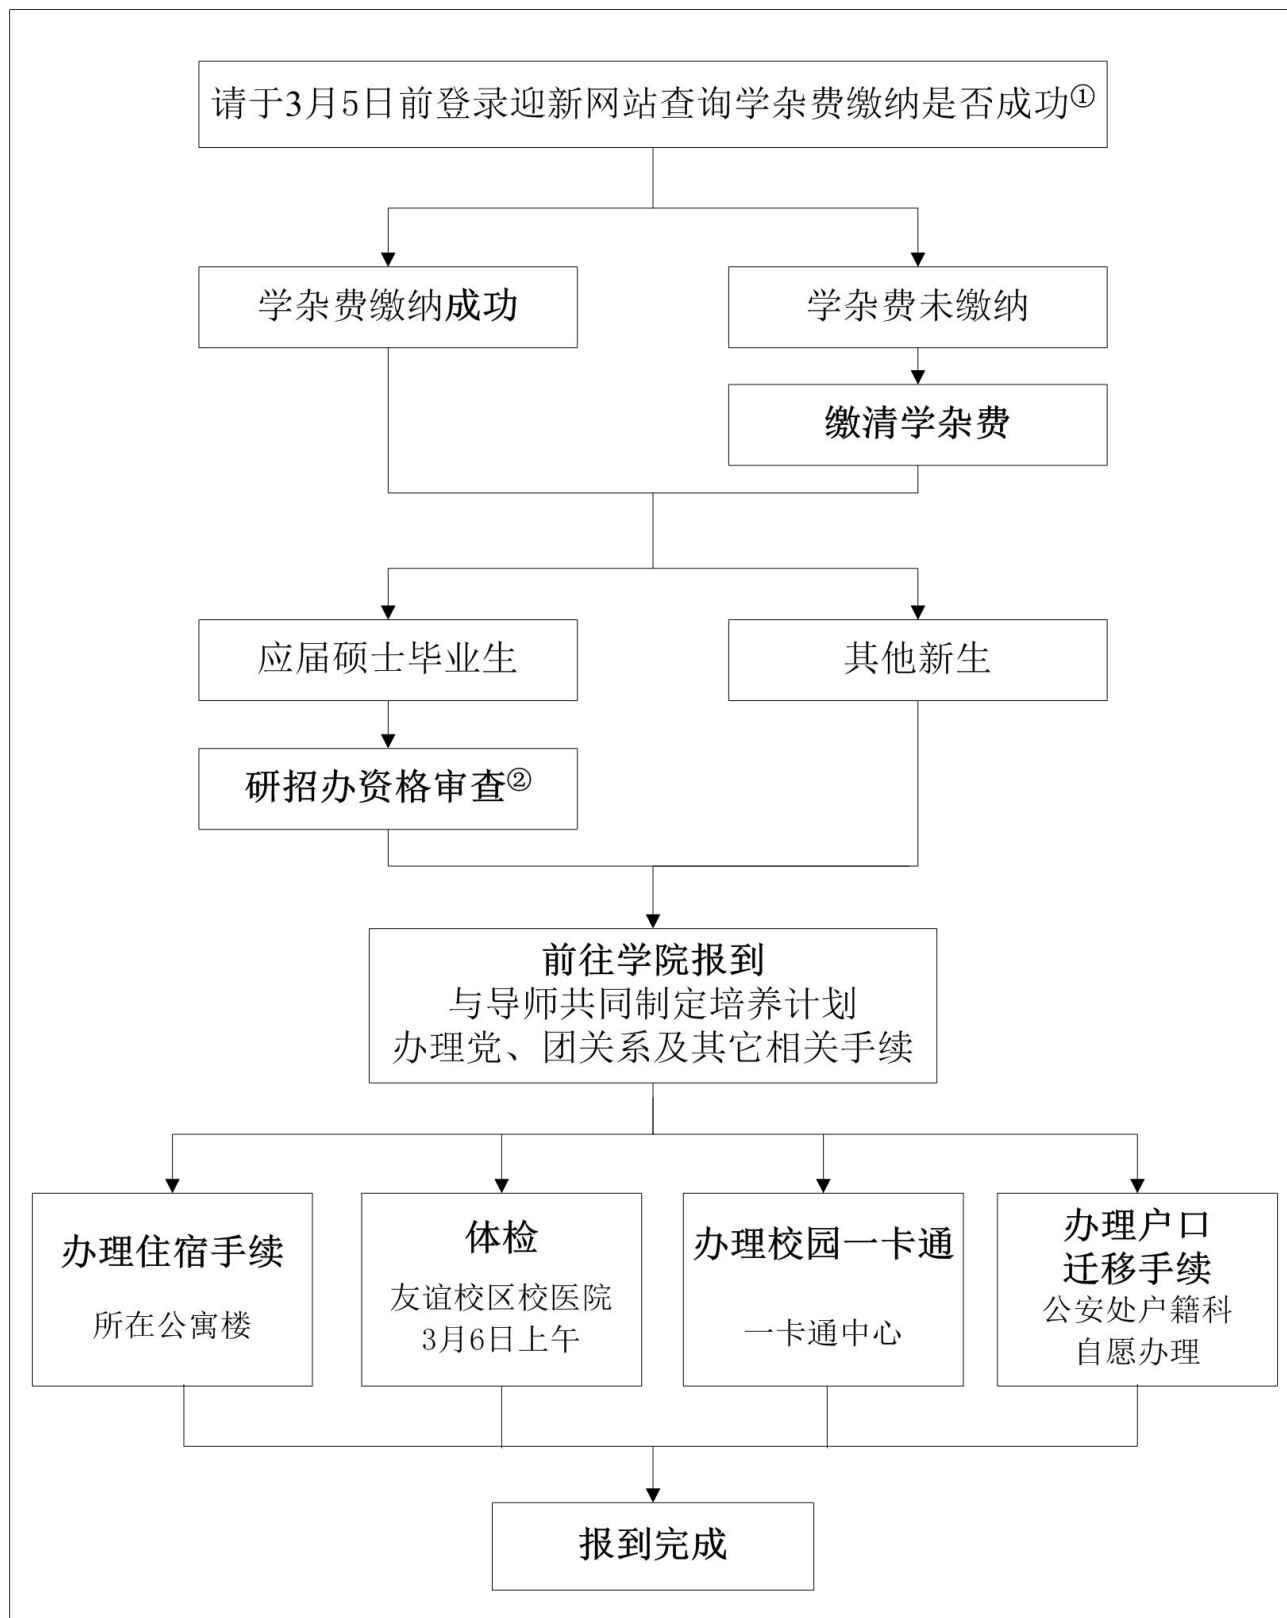 请于3月5日前登录迎新网站查询学杂费缴纳是否成功①
学杂费缴纳成功
学杂费未缴纳
缴清学杂费
应届硕士毕业生
其他新生
研招办资格审查②
前往学院报到
与导师共同制定培养计划
办理党、团关系及其它相关手续
办理住宿手续
所在公寓楼
体检
友谊校区校医院
3月6日上午
办理校园一卡通
一卡通中心
办理户口
迁移手续
公安处户籍科
自愿办理
报到完成